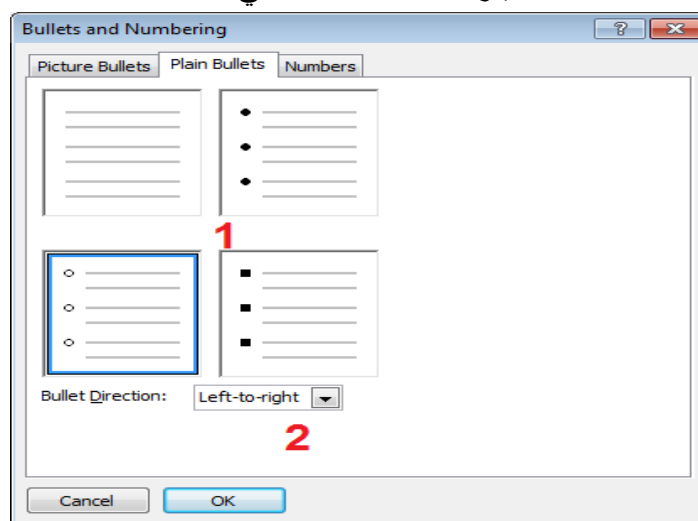 Bullets and Numbering
Picture Bullets Plain Bullets Numbers
1
Bullet Direction: Left-to-right
2
Cancel OK